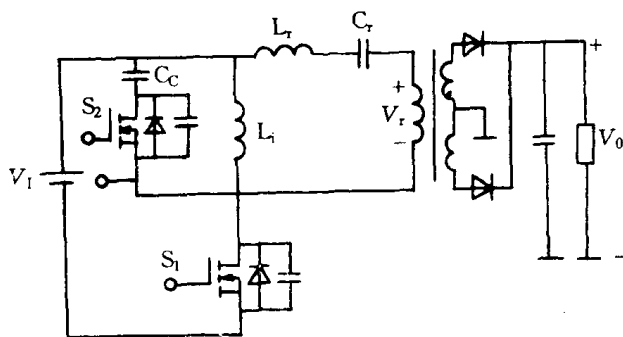 L_r
C_r
C_C
S_2
L_i
+
V_r
−
V_I
+
V_0
−
S_1